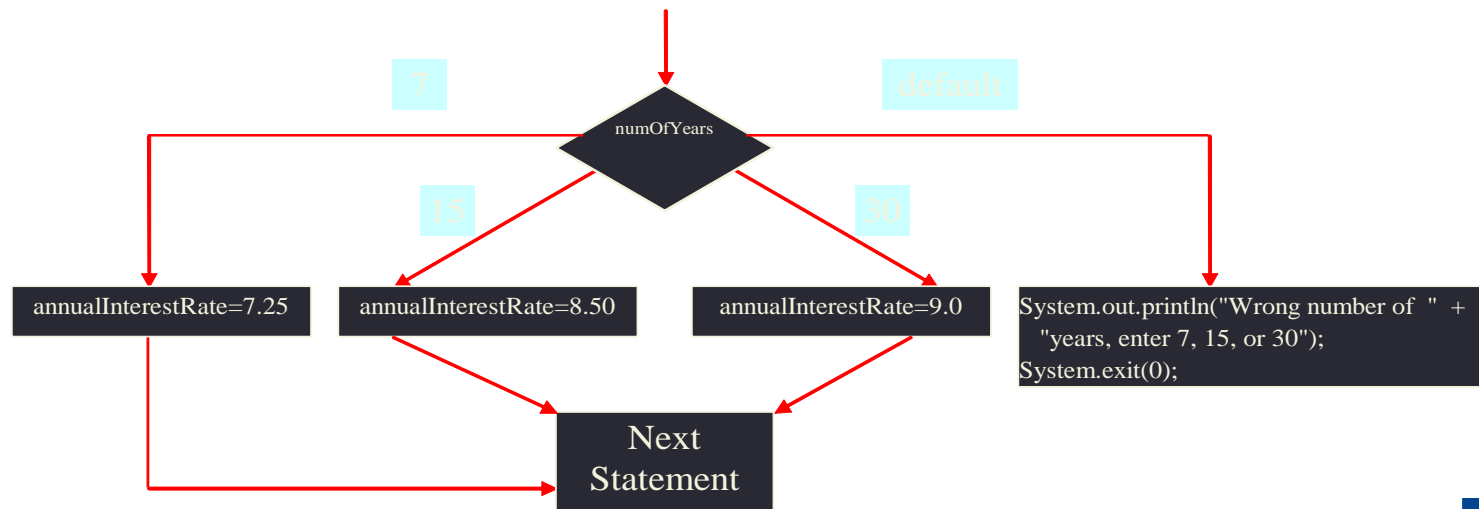 7
default
numOfYears
15
30
annualInterestRate=7.25
annualInterestRate=8.50
annualInterestRate=9.0
System.out.println("Wrong number of " +
"years, enter 7, 15, or 30");
System.exit(0);
Next
Statement